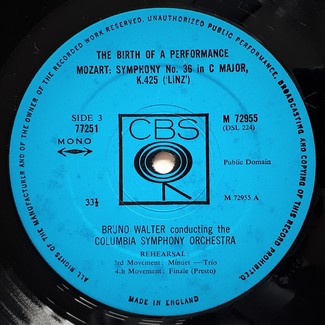 ALL RIGHTS OF THE MANUFACTURER AND OF THE OWNER OF THE RECORDED WORK RESERVED. UNAUTHORIZED PUBLIC PERFORMANCE, BROADCASTING AND COPYING OF THIS RECORD PROHIBITED.
THE BIRTH OF A PERFORMANCE
MOZART: SYMPHONY No. 36 in C MAJOR,
K.425 ('LINZ')
SIDE 3
77251
MONO
M 72955
(DSL 224)
CBS
Public Domain
33⅓
M 72955 A
BRUNO WALTER conducting the
COLUMBIA SYMPHONY ORCHESTRA
REHEARSAL:
3rd Movement: Minuet — Trio
4th Movement: Finale (Presto)
MADE IN ENGLAND